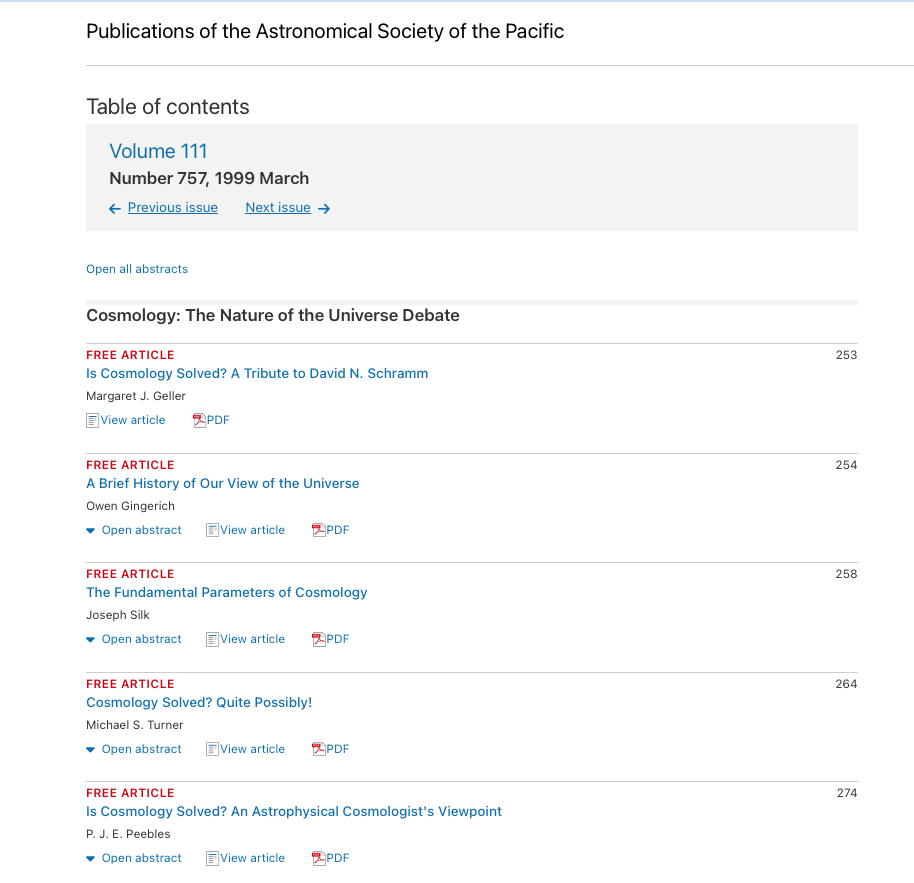 Publications of the Astronomical Society of the Pacific
Table of contents
Volume 111
Number 757, 1999 March
← Previous issue Next issue →
Open all abstracts
Cosmology: The Nature of the Universe Debate
FREE ARTICLE 253
Is Cosmology Solved? A Tribute to David N. Schramm
Margaret J. Geller
View article PDF
FREE ARTICLE 254
A Brief History of Our View of the Universe
Owen Gingerich
Open abstract View article PDF
FREE ARTICLE 258
The Fundamental Parameters of Cosmology
Joseph Silk
Open abstract View article PDF
FREE ARTICLE 264
Cosmology Solved? Quite Possibly!
Michael S. Turner
Open abstract View article PDF
FREE ARTICLE 274
Is Cosmology Solved? An Astrophysical Cosmologist's Viewpoint
P. J. E. Peebles
Open abstract View article PDF